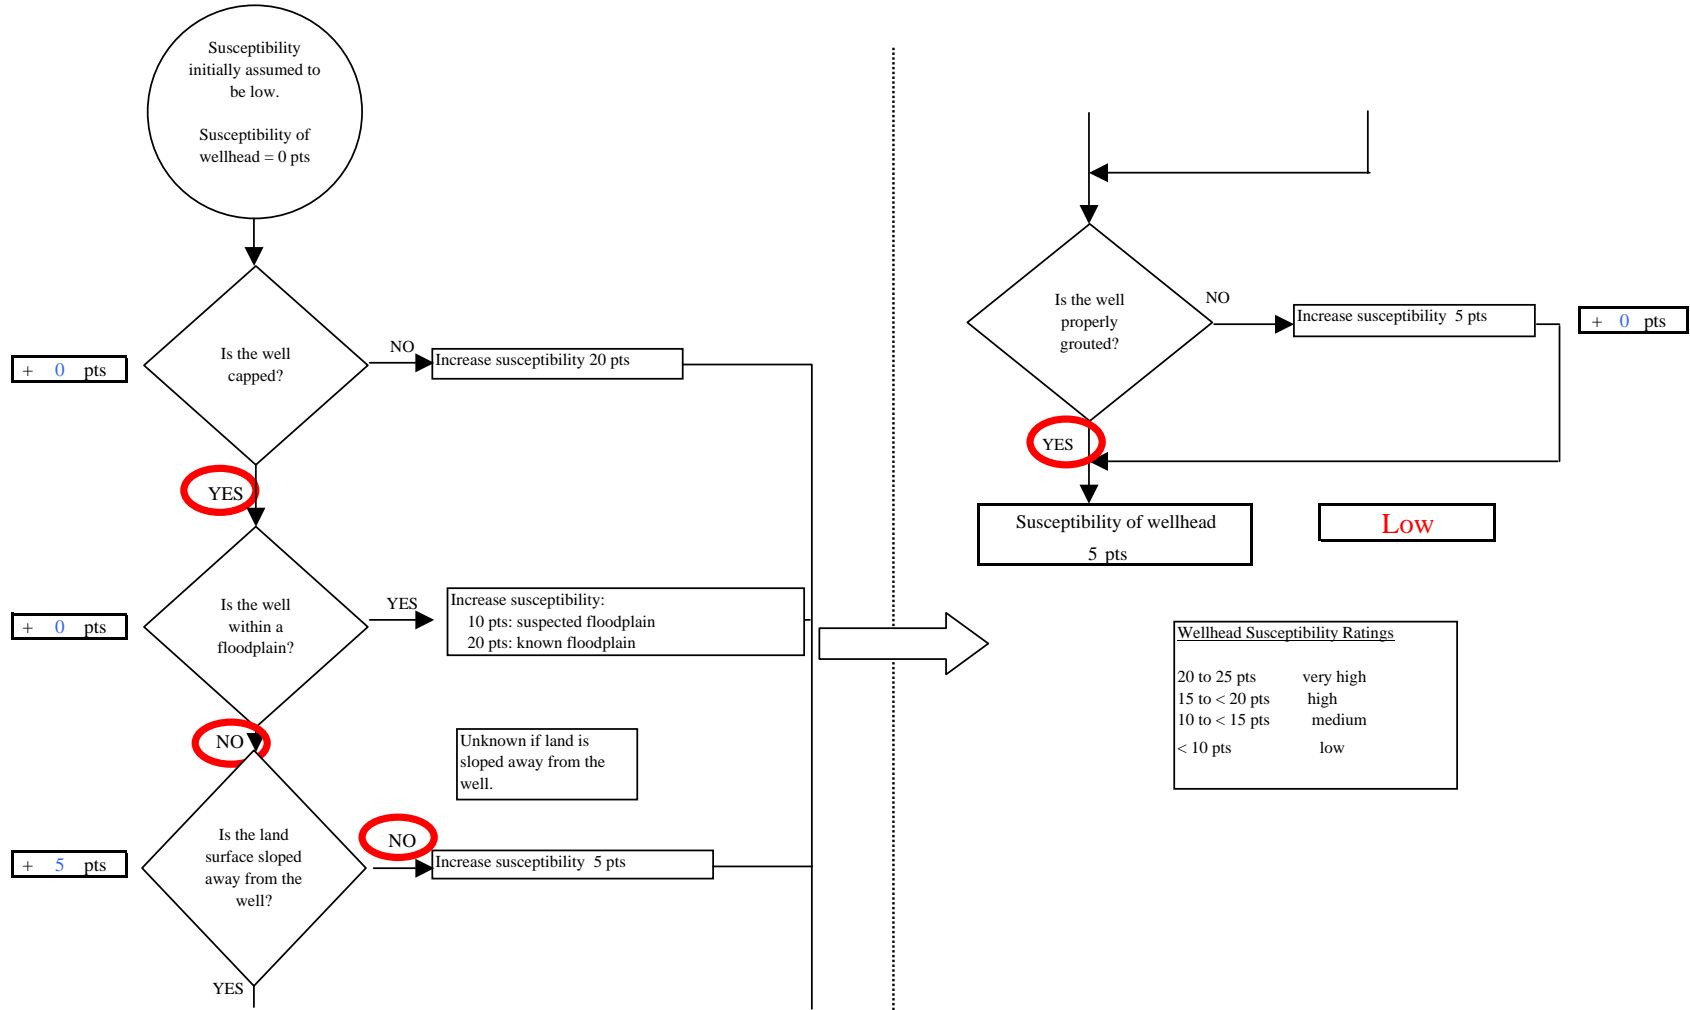 Susceptibility
initially assumed to
be low.
Susceptibility of
wellhead = 0 pts
Is the well
capped?
NO
Increase susceptibility 20 pts
+ 0 pts
YES
Is the well
within a
floodplain?
YES
Increase susceptibility:
10 pts: suspected floodplain
20 pts: known floodplain
+ 0 pts
NO
Unknown if land is
sloped away from the
well.
Is the land
surface sloped
away from the
well?
NO
Increase susceptibility 5 pts
+ 5 pts
YES
Is the well
properly
grouted?
NO
Increase susceptibility 5 pts
+ 0 pts
YES
Susceptibility of wellhead
5 pts
Low
Wellhead Susceptibility Ratings
20 to 25 pts very high
15 to < 20 pts high
10 to < 15 pts medium
< 10 pts low